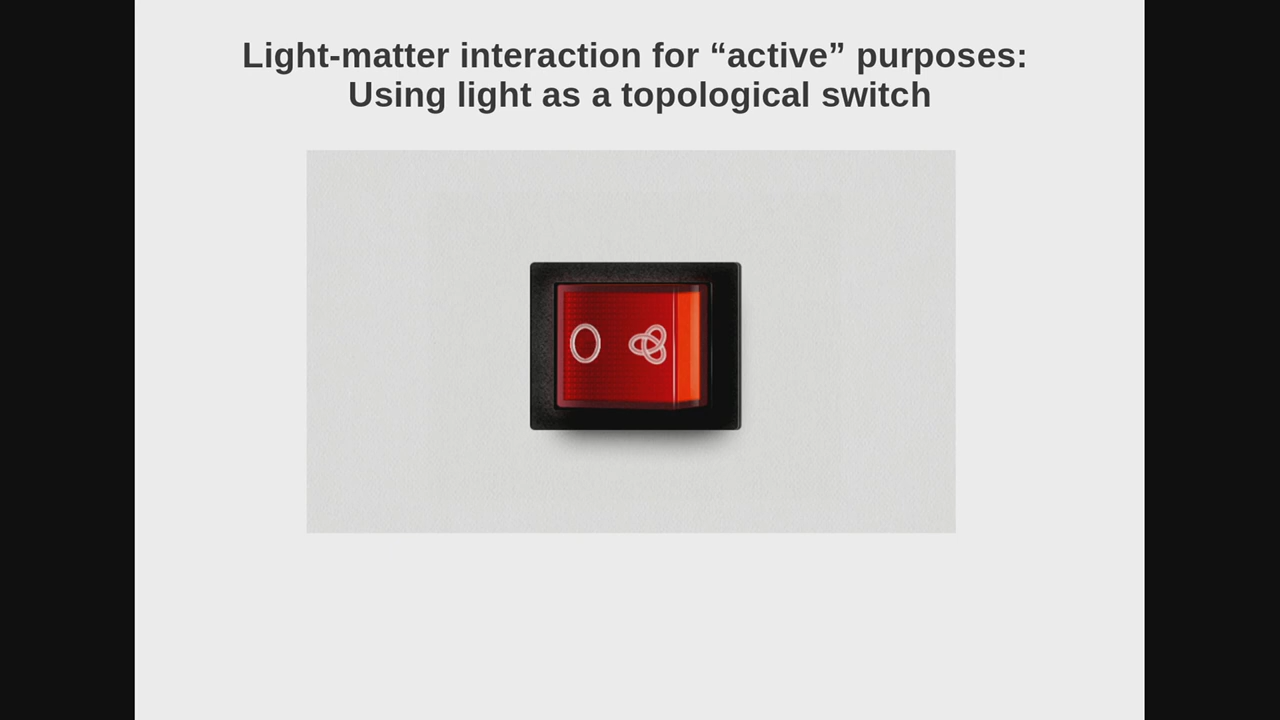 Light-matter interaction for “active” purposes:
Using light as a topological switch